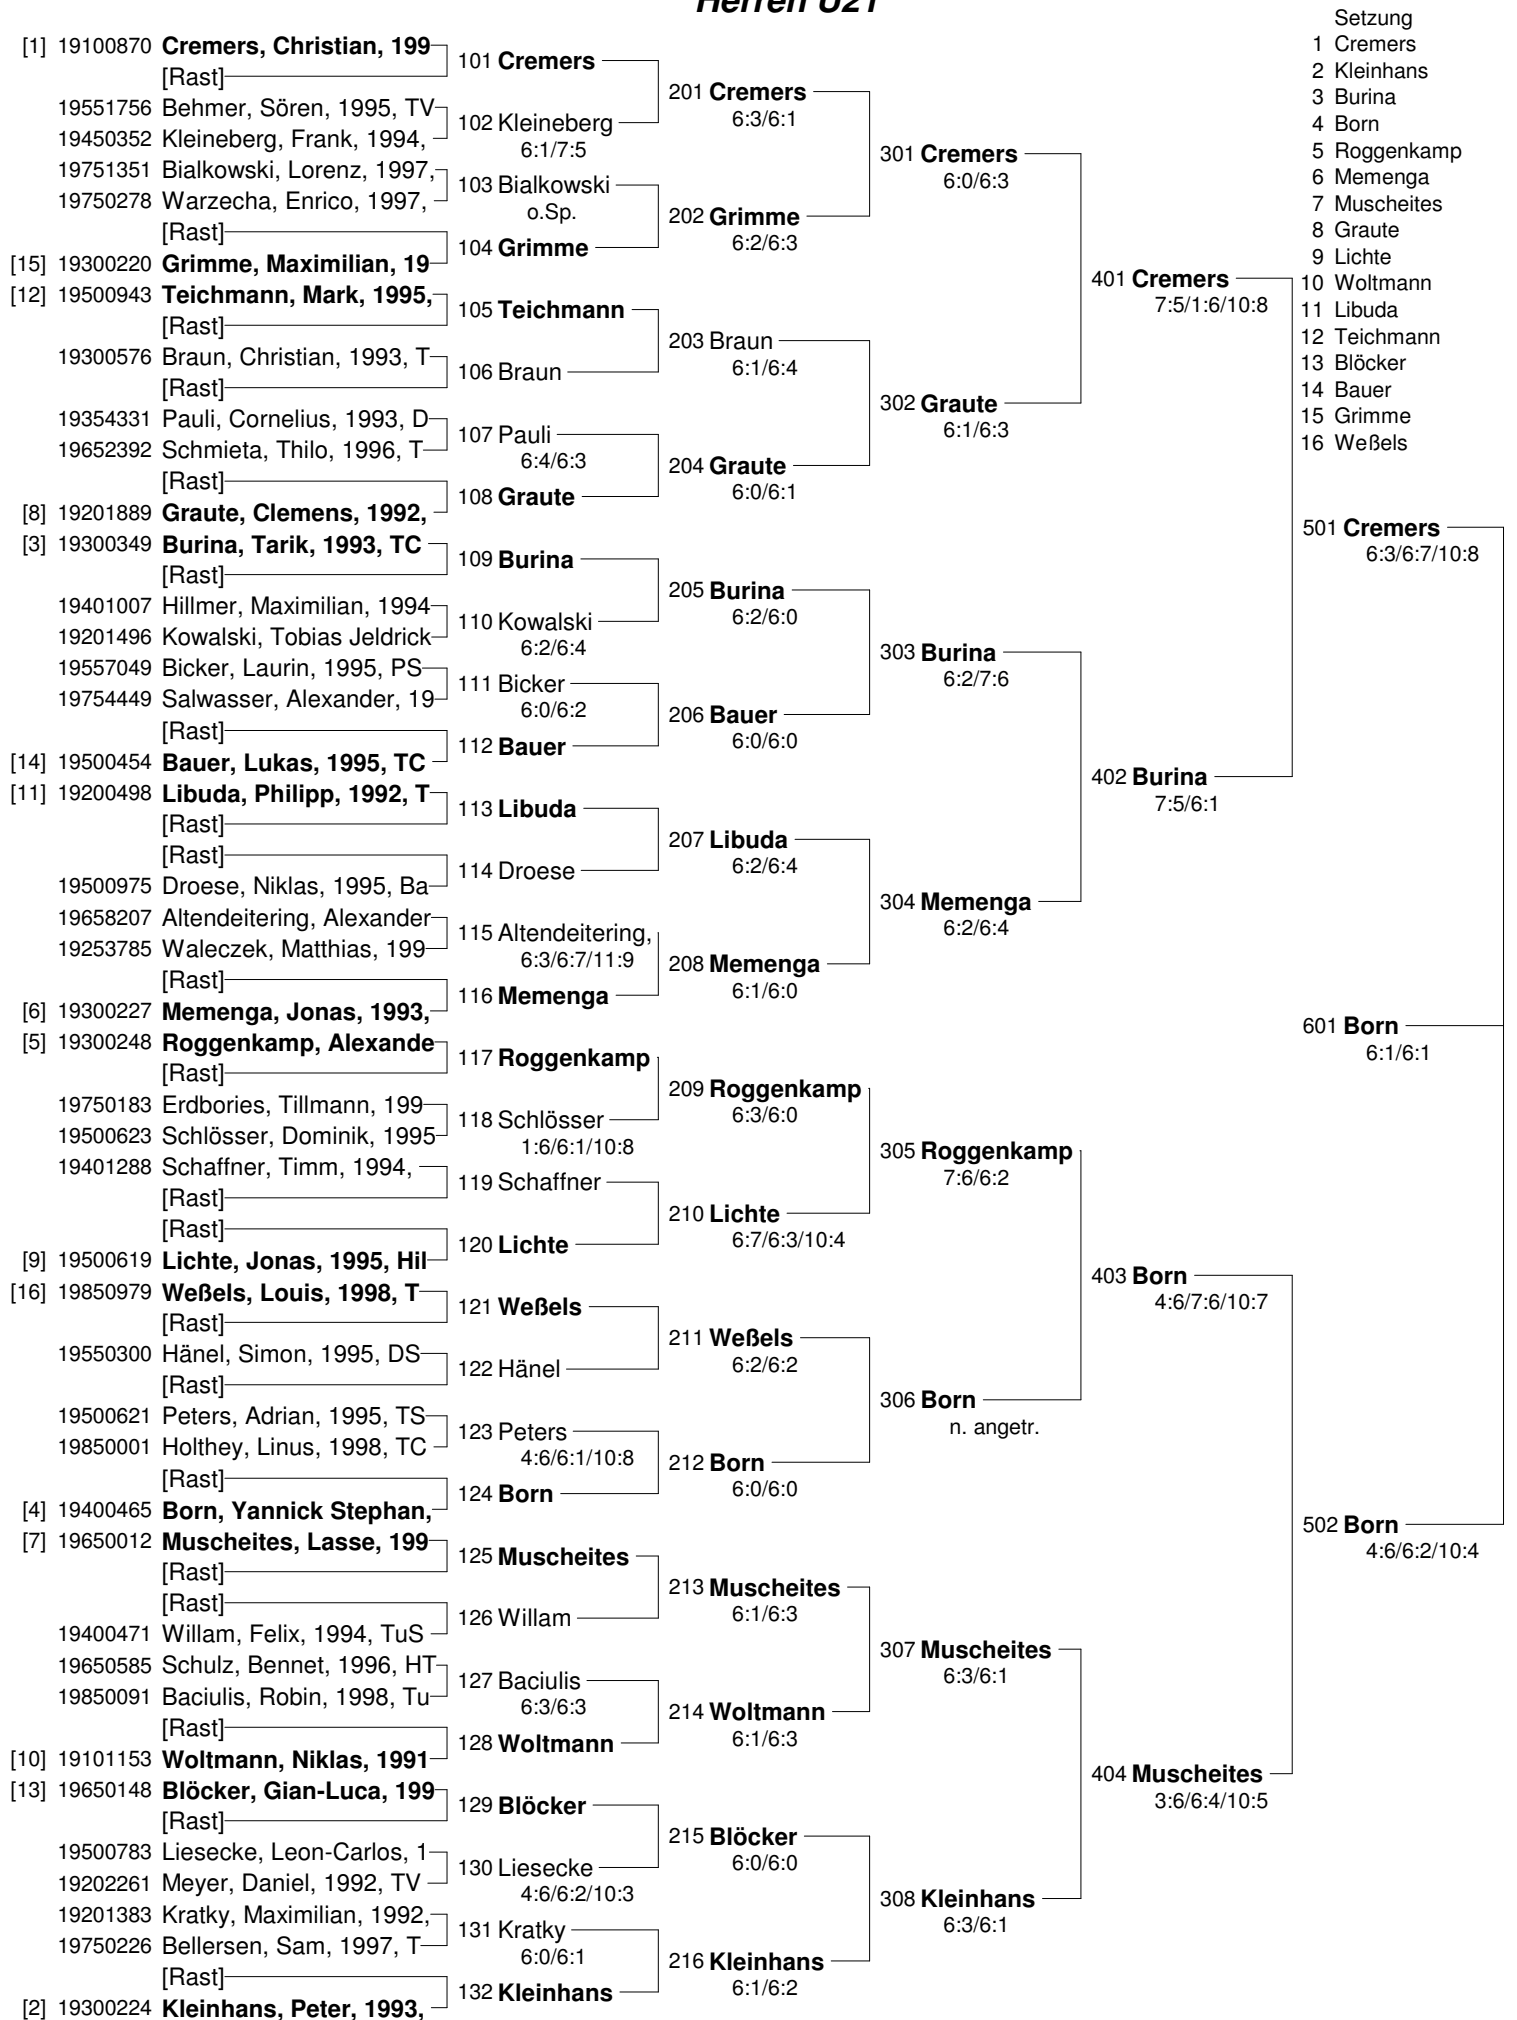 Herren U21
Setzung
1 Cremers
2 Kleinhans
3 Burina
4 Born
5 Roggenkamp
6 Memenga
7 Muscheites
8 Graute
9 Lichte
10 Woltmann
11 Libuda
12 Teichmann
13 Blöcker
14 Bauer
15 Grimme
16 Weßels
[1] 19100870 Cremers, Christian, 199
[Rast]
19551756 Behmer, Sören, 1995, TV
19450352 Kleineberg, Frank, 1994,
19751351 Bialkowski, Lorenz, 1997,
19750278 Warzecha, Enrico, 1997,
[Rast]
[15] 19300220 Grimme, Maximilian, 19
[12] 19500943 Teichmann, Mark, 1995,
[Rast]
19300576 Braun, Christian, 1993, T
[Rast]
19354331 Pauli, Cornelius, 1993, D
19652392 Schmieta, Thilo, 1996, T
[Rast]
[8] 19201889 Graute, Clemens, 1992,
[3] 19300349 Burina, Tarik, 1993, TC
[Rast]
19401007 Hillmer, Maximilian, 1994
19201496 Kowalski, Tobias Jeldrick
19557049 Bicker, Laurin, 1995, PS
19754449 Salwasser, Alexander, 19
[Rast]
[14] 19500454 Bauer, Lukas, 1995, TC
[11] 19200498 Libuda, Philipp, 1992, T
[Rast]
[Rast]
19500975 Droese, Niklas, 1995, Ba
19658207 Altendeitering, Alexander
19253785 Waleczek, Matthias, 199
[Rast]
[6] 19300227 Memenga, Jonas, 1993,
[5] 19300248 Roggenkamp, Alexande
[Rast]
19750183 Erdbories, Tillmann, 199
19500623 Schlösser, Dominik, 1995
19401288 Schaffner, Timm, 1994,
[Rast]
[Rast]
[9] 19500619 Lichte, Jonas, 1995, Hil
[16] 19850979 Weßels, Louis, 1998, T
[Rast]
19550300 Hänel, Simon, 1995, DS
[Rast]
19500621 Peters, Adrian, 1995, TS
19850001 Holthey, Linus, 1998, TC
[Rast]
[4] 19400465 Born, Yannick Stephan,
[7] 19650012 Muscheites, Lasse, 199
[Rast]
[Rast]
19400471 Willam, Felix, 1994, TuS
19650585 Schulz, Bennet, 1996, HT
19850091 Baciulis, Robin, 1998, Tu
[Rast]
[10] 19101153 Woltmann, Niklas, 1991
[13] 19650148 Blöcker, Gian-Luca, 199
[Rast]
19500783 Liesecke, Leon-Carlos, 1
19202261 Meyer, Daniel, 1992, TV
19201383 Kratky, Maximilian, 1992,
19750226 Bellersen, Sam, 1997, T
[Rast]
[2] 19300224 Kleinhans, Peter, 1993,
101 Cremers
102 Kleineberg
6:1/7:5
103 Bialkowski
o.Sp.
104 Grimme
105 Teichmann
106 Braun
107 Pauli
6:4/6:3
108 Graute
109 Burina
110 Kowalski
6:2/6:4
111 Bicker
6:0/6:2
112 Bauer
113 Libuda
114 Droese
115 Altendeitering,
6:3/6:7/11:9
116 Memenga
117 Roggenkamp
118 Schlösser
1:6/6:1/10:8
119 Schaffner
120 Lichte
121 Weßels
122 Hänel
123 Peters
4:6/6:1/10:8
124 Born
125 Muscheites
126 Willam
127 Baciulis
6:3/6:3
128 Woltmann
129 Blöcker
130 Liesecke
4:6/6:2/10:3
131 Kratky
6:0/6:1
132 Kleinhans
201 Cremers
6:3/6:1
202 Grimme
6:2/6:3
203 Braun
6:1/6:4
204 Graute
6:0/6:1
205 Burina
6:2/6:0
206 Bauer
6:0/6:0
207 Libuda
6:2/6:4
208 Memenga
6:1/6:0
209 Roggenkamp
6:3/6:0
210 Lichte
6:7/6:3/10:4
211 Weßels
6:2/6:2
212 Born
6:0/6:0
213 Muscheites
6:1/6:3
214 Woltmann
6:1/6:3
215 Blöcker
6:0/6:0
216 Kleinhans
6:1/6:2
301 Cremers
6:0/6:3
302 Graute
6:1/6:3
303 Burina
6:2/7:6
304 Memenga
6:2/6:4
305 Roggenkamp
7:6/6:2
306 Born
n. angetr.
307 Muscheites
6:3/6:1
308 Kleinhans
6:3/6:1
401 Cremers
7:5/1:6/10:8
402 Burina
7:5/6:1
403 Born
4:6/7:6/10:7
404 Muscheites
3:6/6:4/10:5
501 Cremers
6:3/6:7/10:8
502 Born
4:6/6:2/10:4
601 Born
6:1/6:1